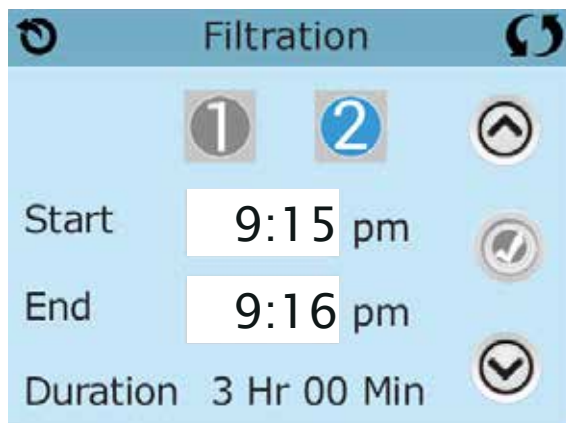 Filtration
1 2
Start 9:15 pm
End 9:16 pm
Duration 3 Hr 00 Min